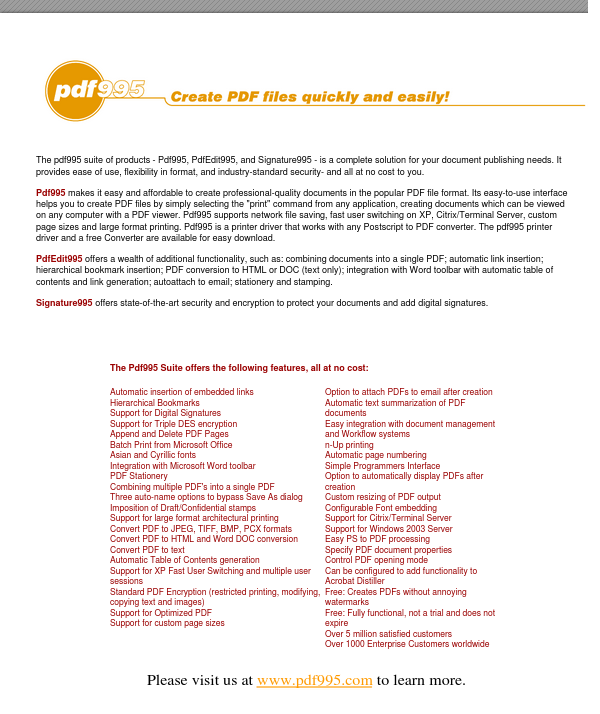 pdf995
Create PDF files quickly and easily!
The pdf995 suite of products - Pdf995, PdfEdit995, and Signature995 - is a complete solution for your document publishing needs. It
provides ease of use, flexibility in format, and industry-standard security- and all at no cost to you.
Pdf995 makes it easy and affordable to create professional-quality documents in the popular PDF file format. Its easy-to-use interface
helps you to create PDF files by simply selecting the "print" command from any application, creating documents which can be viewed
on any computer with a PDF viewer. Pdf995 supports network file saving, fast user switching on XP, Citrix/Terminal Server, custom
page sizes and large format printing. Pdf995 is a printer driver that works with any Postscript to PDF converter. The pdf995 printer
driver and a free Converter are available for easy download.
PdfEdit995 offers a wealth of additional functionality, such as: combining documents into a single PDF; automatic link insertion;
hierarchical bookmark insertion; PDF conversion to HTML or DOC (text only); integration with Word toolbar with automatic table of
contents and link generation; autoattach to email; stationery and stamping.
Signature995 offers state-of-the-art security and encryption to protect your documents and add digital signatures.
The Pdf995 Suite offers the following features, all at no cost:
Automatic insertion of embedded links
Hierarchical Bookmarks
Support for Digital Signatures
Support for Triple DES encryption
Append and Delete PDF Pages
Batch Print from Microsoft Office
Asian and Cyrillic fonts
Integration with Microsoft Word toolbar
PDF Stationery
Combining multiple PDF's into a single PDF
Three auto-name options to bypass Save As dialog
Imposition of Draft/Confidential stamps
Support for large format architectural printing
Convert PDF to JPEG, TIFF, BMP, PCX formats
Convert PDF to HTML and Word DOC conversion
Convert PDF to text
Automatic Table of Contents generation
Support for XP Fast User Switching and multiple user
sessions
Standard PDF Encryption (restricted printing, modifying,
copying text and images)
Support for Optimized PDF
Support for custom page sizes
Option to attach PDFs to email after creation
Automatic text summarization of PDF
documents
Easy integration with document management
and Workflow systems
n-Up printing
Automatic page numbering
Simple Programmers Interface
Option to automatically display PDFs after
creation
Custom resizing of PDF output
Configurable Font embedding
Support for Citrix/Terminal Server
Support for Windows 2003 Server
Easy PS to PDF processing
Specify PDF document properties
Control PDF opening mode
Can be configured to add functionality to
Acrobat Distiller
Free: Creates PDFs without annoying
watermarks
Free: Fully functional, not a trial and does not
expire
Over 5 million satisfied customers
Over 1000 Enterprise Customers worldwide
Please visit us at www.pdf995.com to learn more.